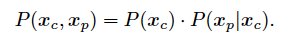 P(x_c, x_p) = P(x_c) · P(x_p|x_c).